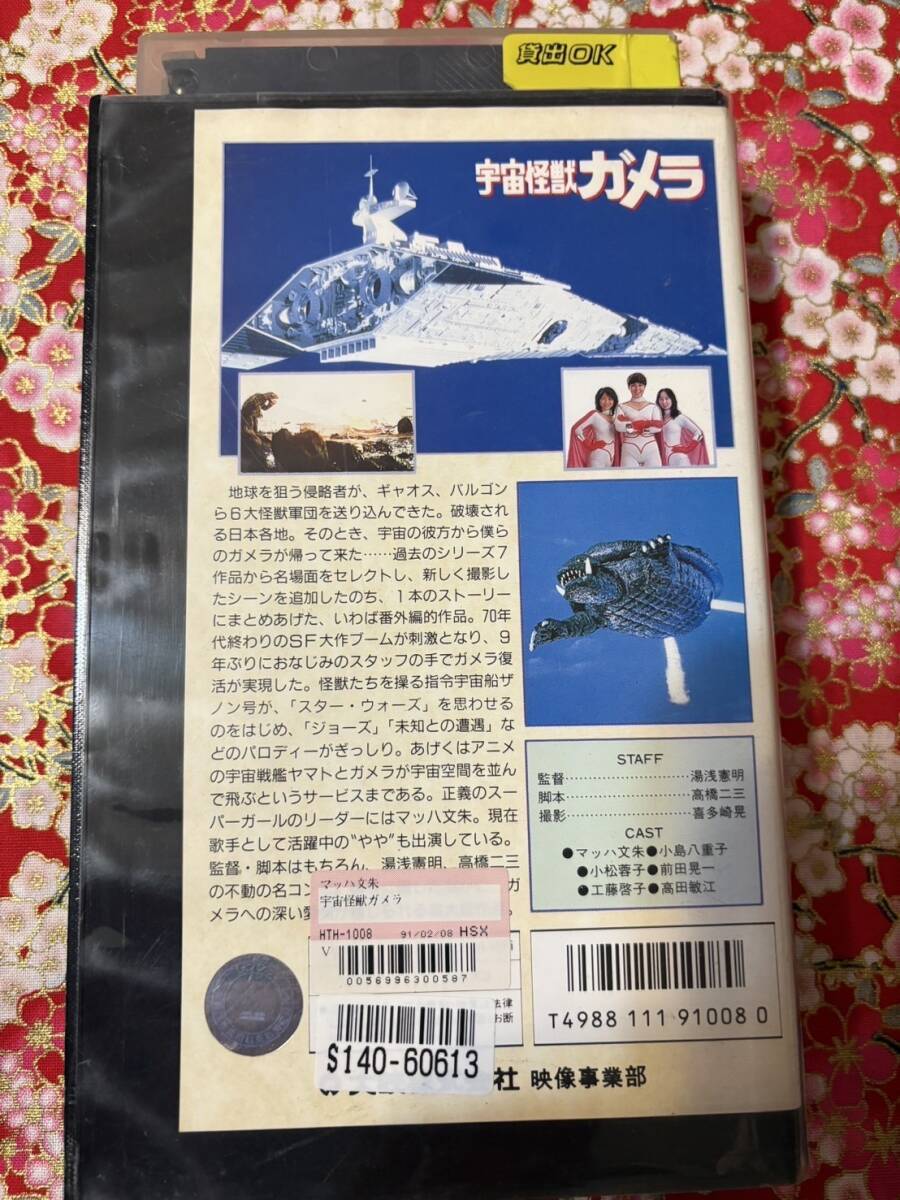 貸出OK
宇宙怪獣ガメラ
地球を狙う侵略者が、ギャオス、バルゴン
ら6大怪獣軍団を送り込んできた。破壊され
る日本各地。そのとき、宇宙の彼方から僕ら
のガメラが帰って来た……過去のシリーズ7
作品から名場面をセレクトし、新しく撮影し
たシーンを追加したのち、1本のストーリー
にまとめあげた、いわば番外編的作品。70年
代終わりのSF大作ブームが刺激となり、9
年ぶりにおなじみのスタッフの手でガメラ復
活が実現した。怪獣たちを操る指令宇宙船ザ
ノン号が、「スター・ウォーズ」を思わせる
のをはじめ、「ジョーズ」「未知との遭遇」な
どのパロディーがぎっしり。あげくはアニメ
の宇宙戦艦ヤマトとガメラが宇宙空間を並ん
で飛ぶというサービスまである。正義のスー
パーガールのリーダーにはマッハ文朱。現在
歌手として活躍中の“やや”も出演している。
監督・脚本はもちろん、湯浅憲明、高橋二三
の不動の名コン
メラへの深い
STAFF
監督…………………湯浅憲明
脚本…………………高橋二三
撮影…………………喜多崎晃
CAST
●マッハ文朱●小島八重子
●小松蓉子●前田晃一
●工藤啓子●高田敏江
マッハ文朱
宇宙怪獣ガメラ
HTH-1008 91/02/08 HSX
V
0056996300587
法律
お断
S140-60613
T4988 111 91008 0
社 映像事業部